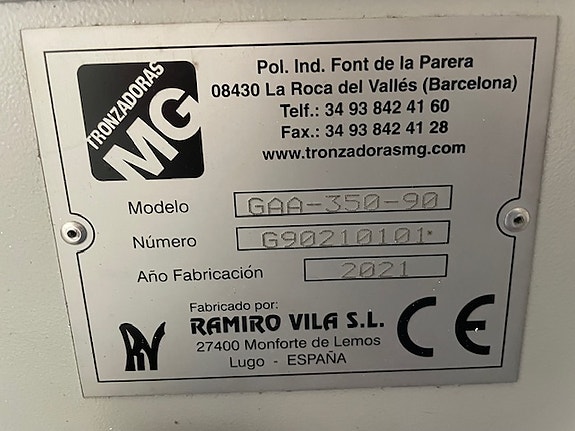 TRONZADORAS
MG
Pol. Ind. Font de la Parera
08430 La Roca del Vallés (Barcelona)
Telf.: 34 93 842 41 60
Fax.: 34 93 842 41 28
www.tronzadorasmg.com
Modelo GAA-350-90
Número G90210101*
Año Fabricación 2021
Fabricado por:
RAMIRO VILA S.L.
27400 Monforte de Lemos
Lugo - ESPAÑA
RV
CE